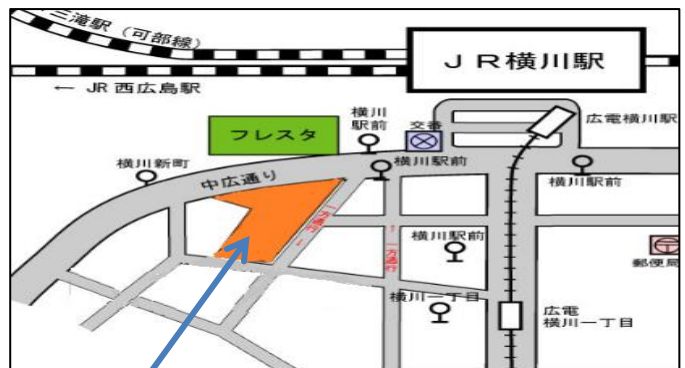 三滝駅（可部線）
ＪＲ横川駅
← JR 西広島駅
フレスタ
横川
駅前
交番
広電横川駅
横川新町
中広通り
横川駅前
横川駅前
一方通行
→
↑
一方通行
横川駅前
郵便局
横川一丁目
広電
横川一丁目